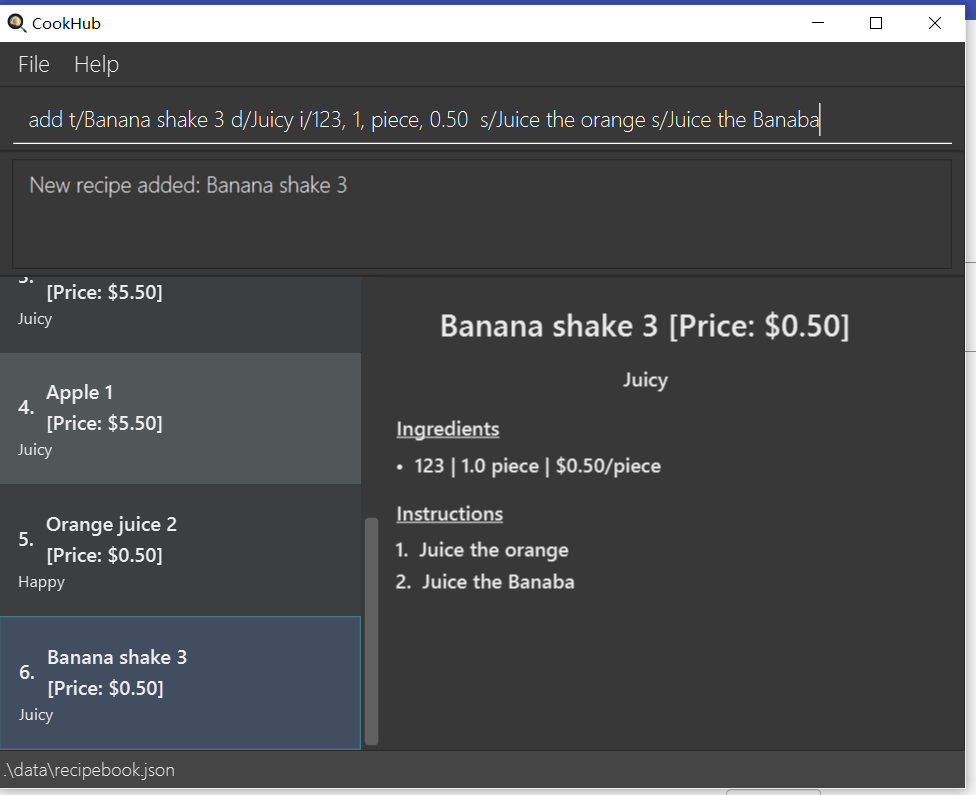 CookHub
File Help
add t/Banana shake 3 d/Juicy i/123, 1, piece, 0.50  s/Juice the orange s/Juice the Banaba
New recipe added: Banana shake 3
[Price: $5.50]
Juicy
4. Apple 1
[Price: $5.50]
Juicy
5. Orange juice 2
[Price: $0.50]
Happy
6. Banana shake 3
[Price: $0.50]
Juicy
Banana shake 3 [Price: $0.50]
Juicy
Ingredients
• 123 | 1.0 piece | $0.50/piece
Instructions
1. Juice the orange
2. Juice the Banaba
.\data\recipebook.json